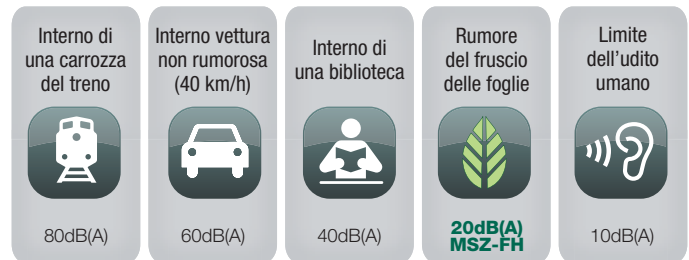 Interno di
una carrozza
del treno
80dB(A)
Interno vettura
non rumorosa
(40 km/h)
60dB(A)
Interno di
una biblioteca
40dB(A)
Rumore
del fruscio
delle foglie
20dB(A)
MSZ-FH
Limite
dell'udito
umano
10dB(A)